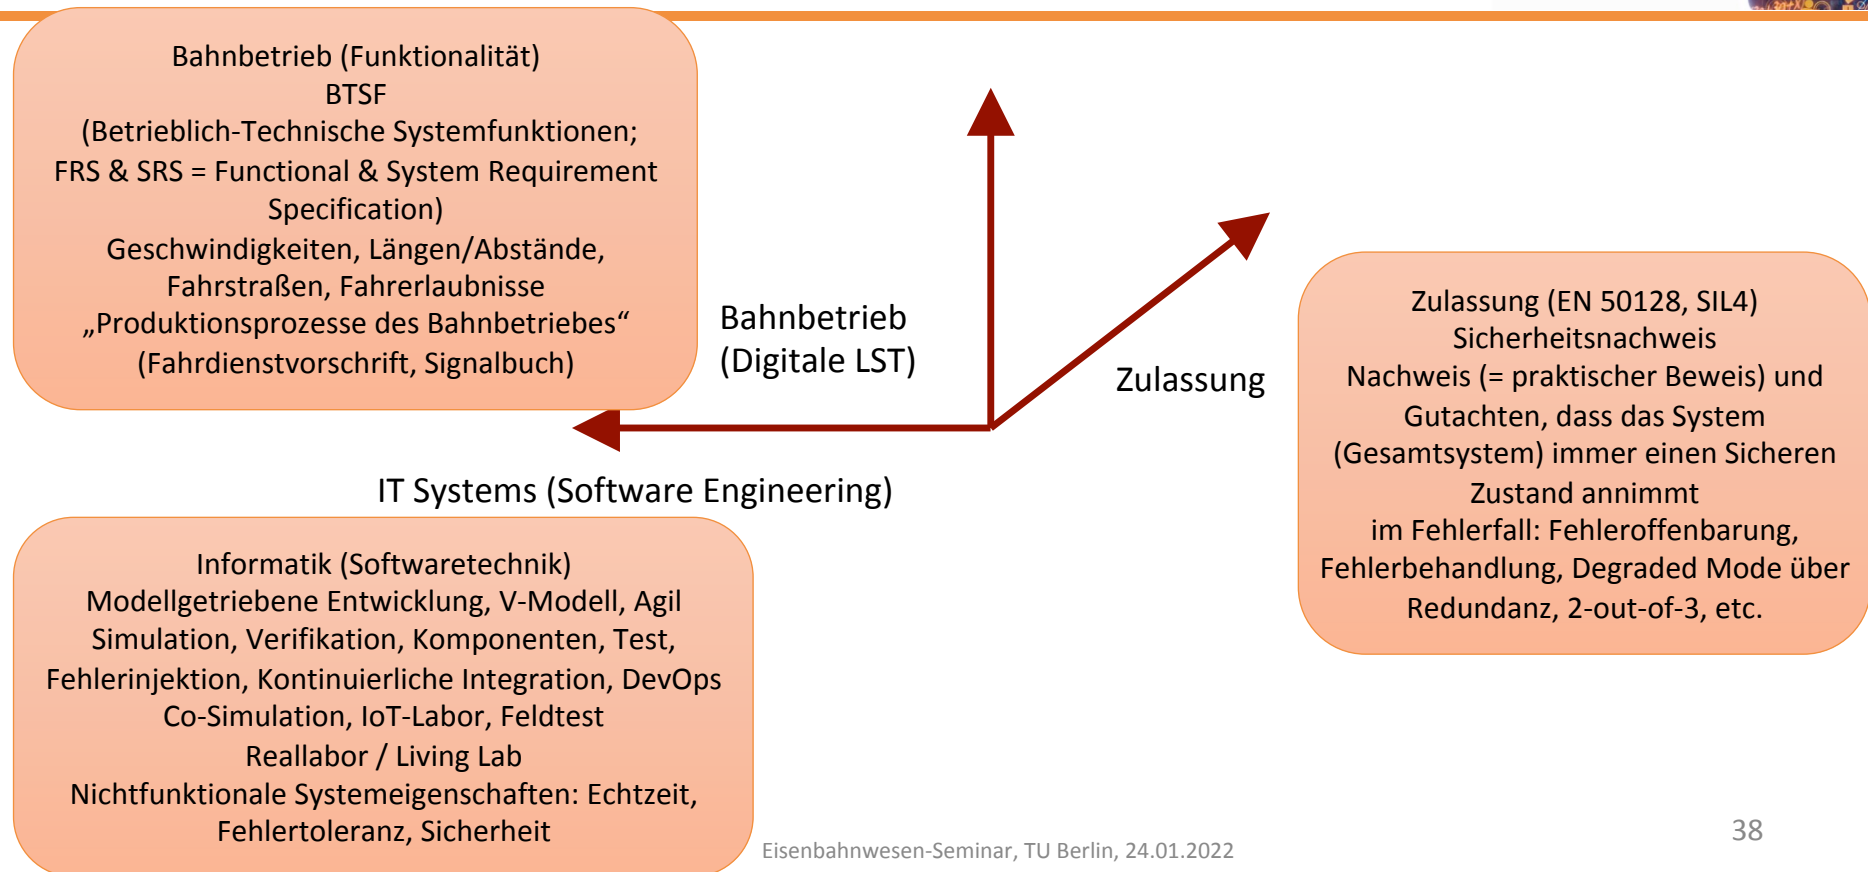 Bahnbetrieb (Funktionalität)
BTSF
(Betrieblich-Technische Systemfunktionen;
FRS & SRS = Functional & System Requirement
Specification)
Geschwindigkeiten, Längen/Abstände,
Fahrstraßen, Fahrerlaubnisse
„Produktionsprozesse des Bahnbetriebes“
(Fahrdienstvorschrift, Signalbuch)
Bahnbetrieb
(Digitale LST)
Zulassung
IT Systems (Software Engineering)
Zulassung (EN 50128, SIL4)
Sicherheitsnachweis
Nachweis (= praktischer Beweis) und
Gutachten, dass das System
(Gesamtsystem) immer einen Sicheren
Zustand annimmt
im Fehlerfall: Fehleroffenbarung,
Fehlerbehandlung, Degraded Mode über
Redundanz, 2-out-of-3, etc.
Informatik (Softwaretechnik)
Modellgetriebene Entwicklung, V-Modell, Agil
Simulation, Verifikation, Komponenten, Test,
Fehlerinjektion, Kontinuierliche Integration, DevOps
Co-Simulation, IoT-Labor, Feldtest
Reallabor / Living Lab
Nichtfunktionale Systemeigenschaften: Echtzeit,
Fehlertoleranz, Sicherheit
Eisenbahnwesen-Seminar, TU Berlin, 24.01.2022
38